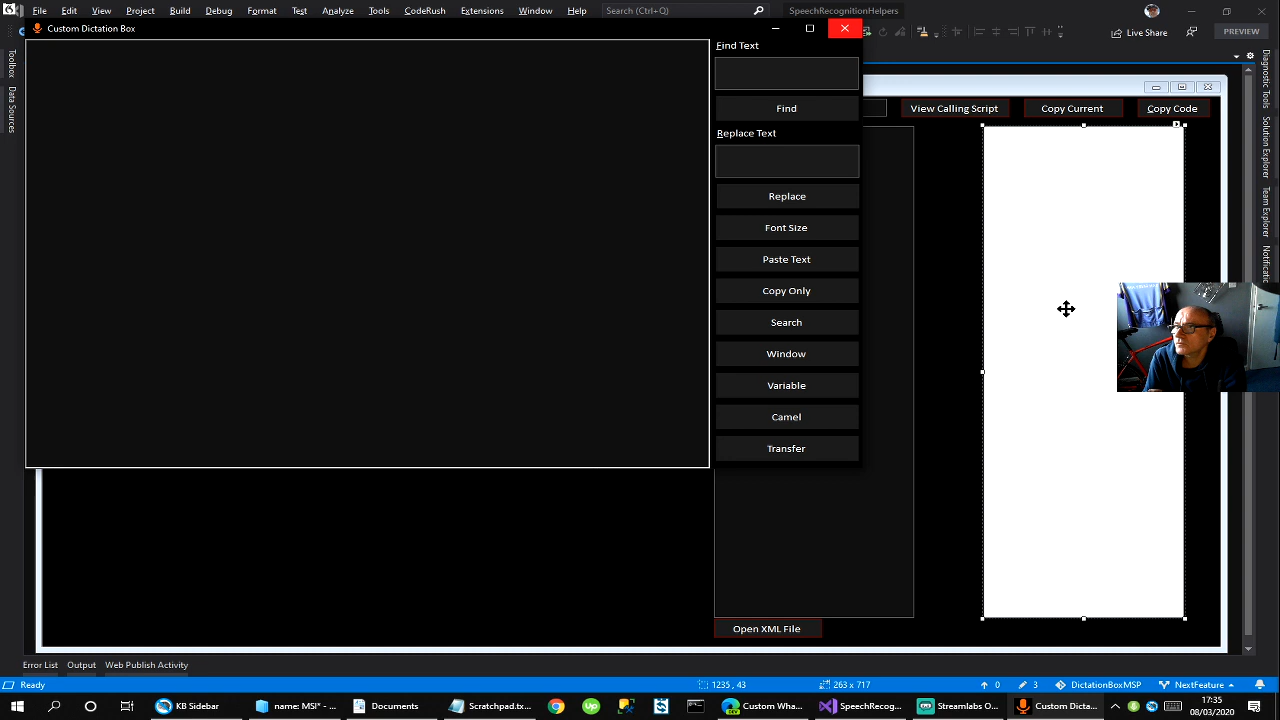 File Edit View Project Build Debug Format Test Analyze Tools CodeRush Extensions Window Help Search (Ctrl+Q) SpeechRecognitionHelpers
Custom Dictation Box
Live Share
PREVIEW
Toolbox
Data Sources
Find Text
Find
Replace Text
Replace
Font Size
Paste Text
Copy Only
Search
Window
Variable
Camel
Transfer
View Calling Script
Copy Current
Copy Code
Open XML File
Diagnostic Tools
Solution Explorer
Team Explorer
Error List Output Web Publish Activity
Ready
1235 , 43
263 x 717
0
3
DictationBoxMSP
NextFeature
KB Sidebar
name: MSI* - ...
Documents
Scratchpad.tx...
Up
Custom Wha...
SpeechRecog...
Streamlabs O...
Custom Dicta...
17:35
08/03/2020